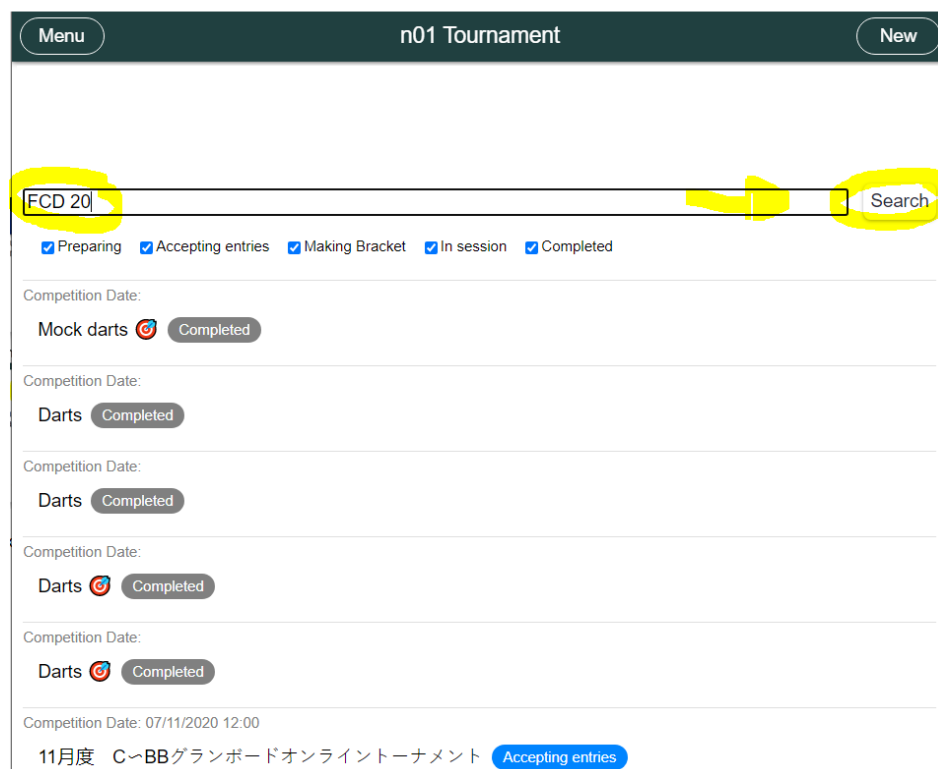 Menu n01 Tournament New
FCD 20 Search
Preparing Accepting entries Making Bracket In session Completed
Competition Date:
Mock darts 🎯 Completed
Competition Date:
Darts Completed
Competition Date:
Darts Completed
Competition Date:
Darts 🎯 Completed
Competition Date:
Darts 🎯 Completed
Competition Date: 07/11/2020 12:00
11月度 C〜BBグランボードオンライントーナメント Accepting entries